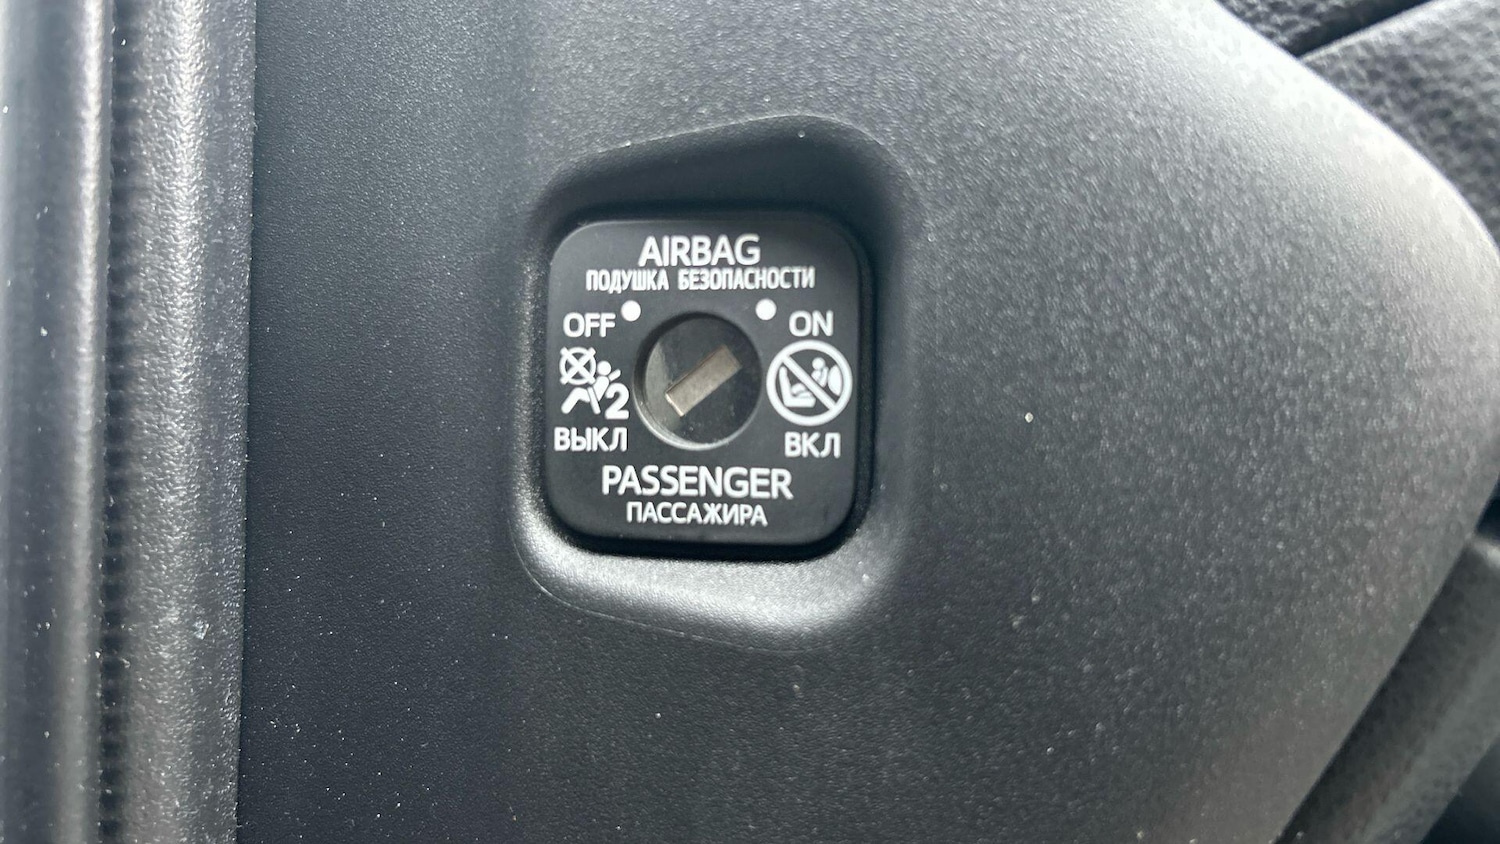 AIRBAG
ПОДУШКА БЕЗОПАСНОСТИ
OFF ON
2
ВЫКЛ ВКЛ
PASSENGER
ПАССАЖИРА